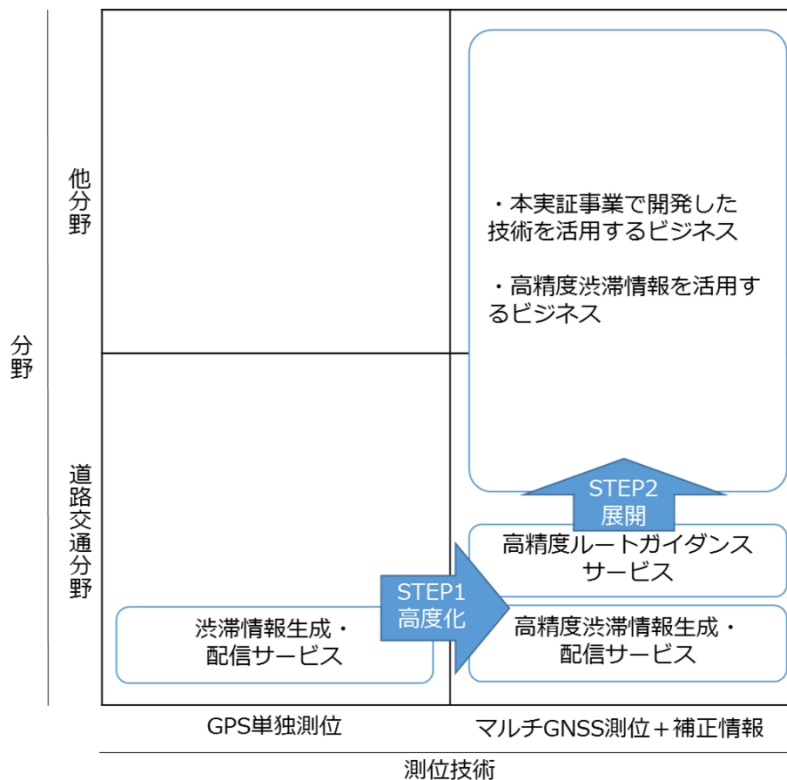 分野
他分野
道路交通分野
・本実証事業で開発した
技術を活用するビジネス
・高精度渋滞情報を活用す
るビジネス
STEP2
展開
高精度ルートガイダンス
サービス
STEP1
高度化
渋滞情報生成・
配信サービス
高精度渋滞情報生成・
配信サービス
GPS単独測位
マルチGNSS測位＋補正情報
測位技術